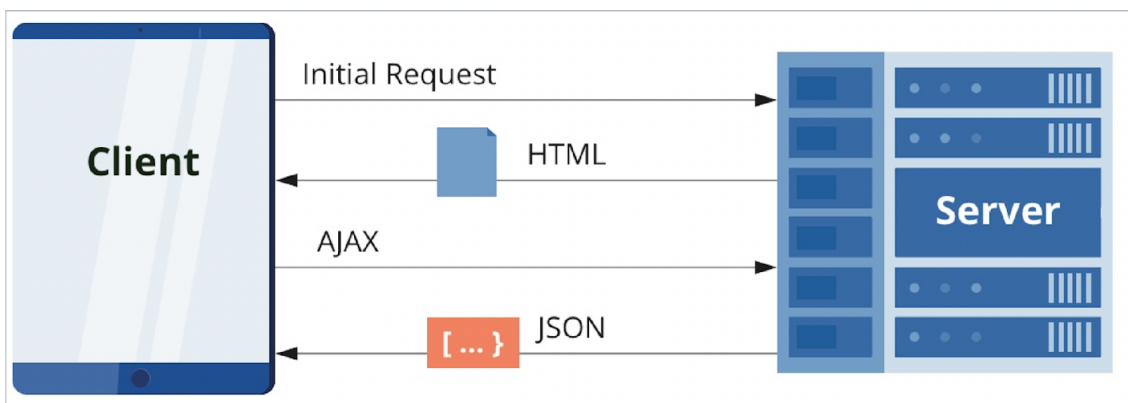 Initial Request
Client
HTML
Server
AJAX
JSON
[ ... }